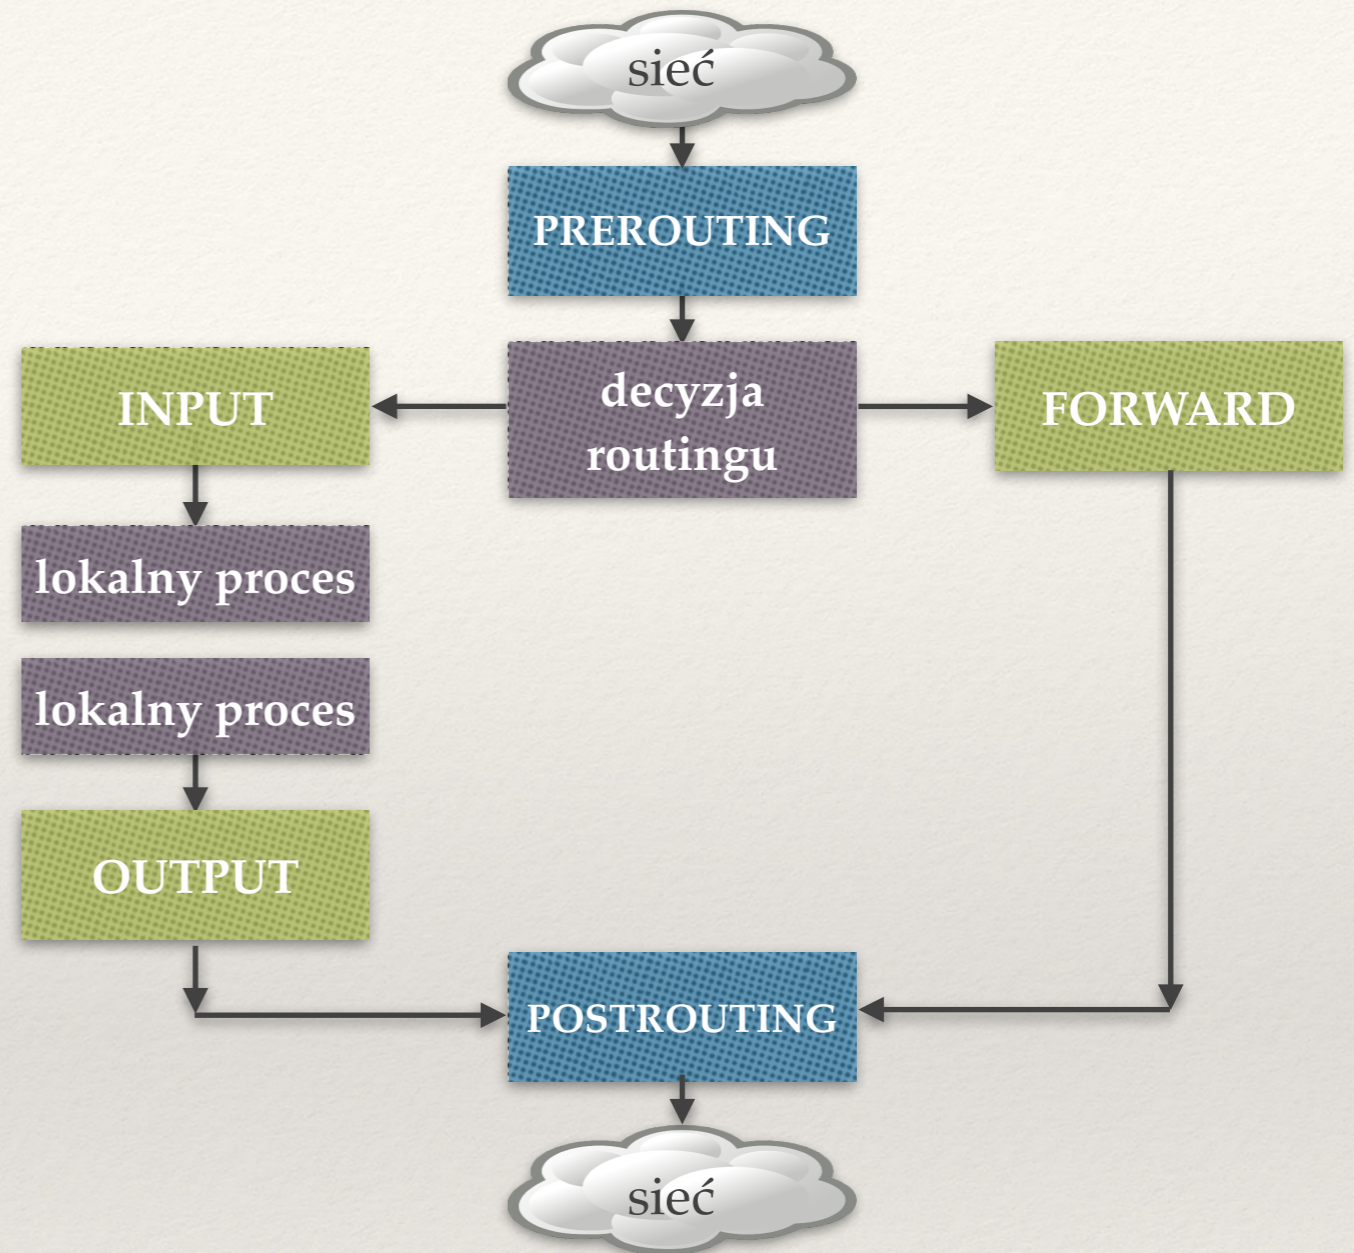 sieć
PREROUTING
INPUT
decyzja
routingu
FORWARD
lokalny proces
lokalny proces
OUTPUT
POSTROUTING
sieć